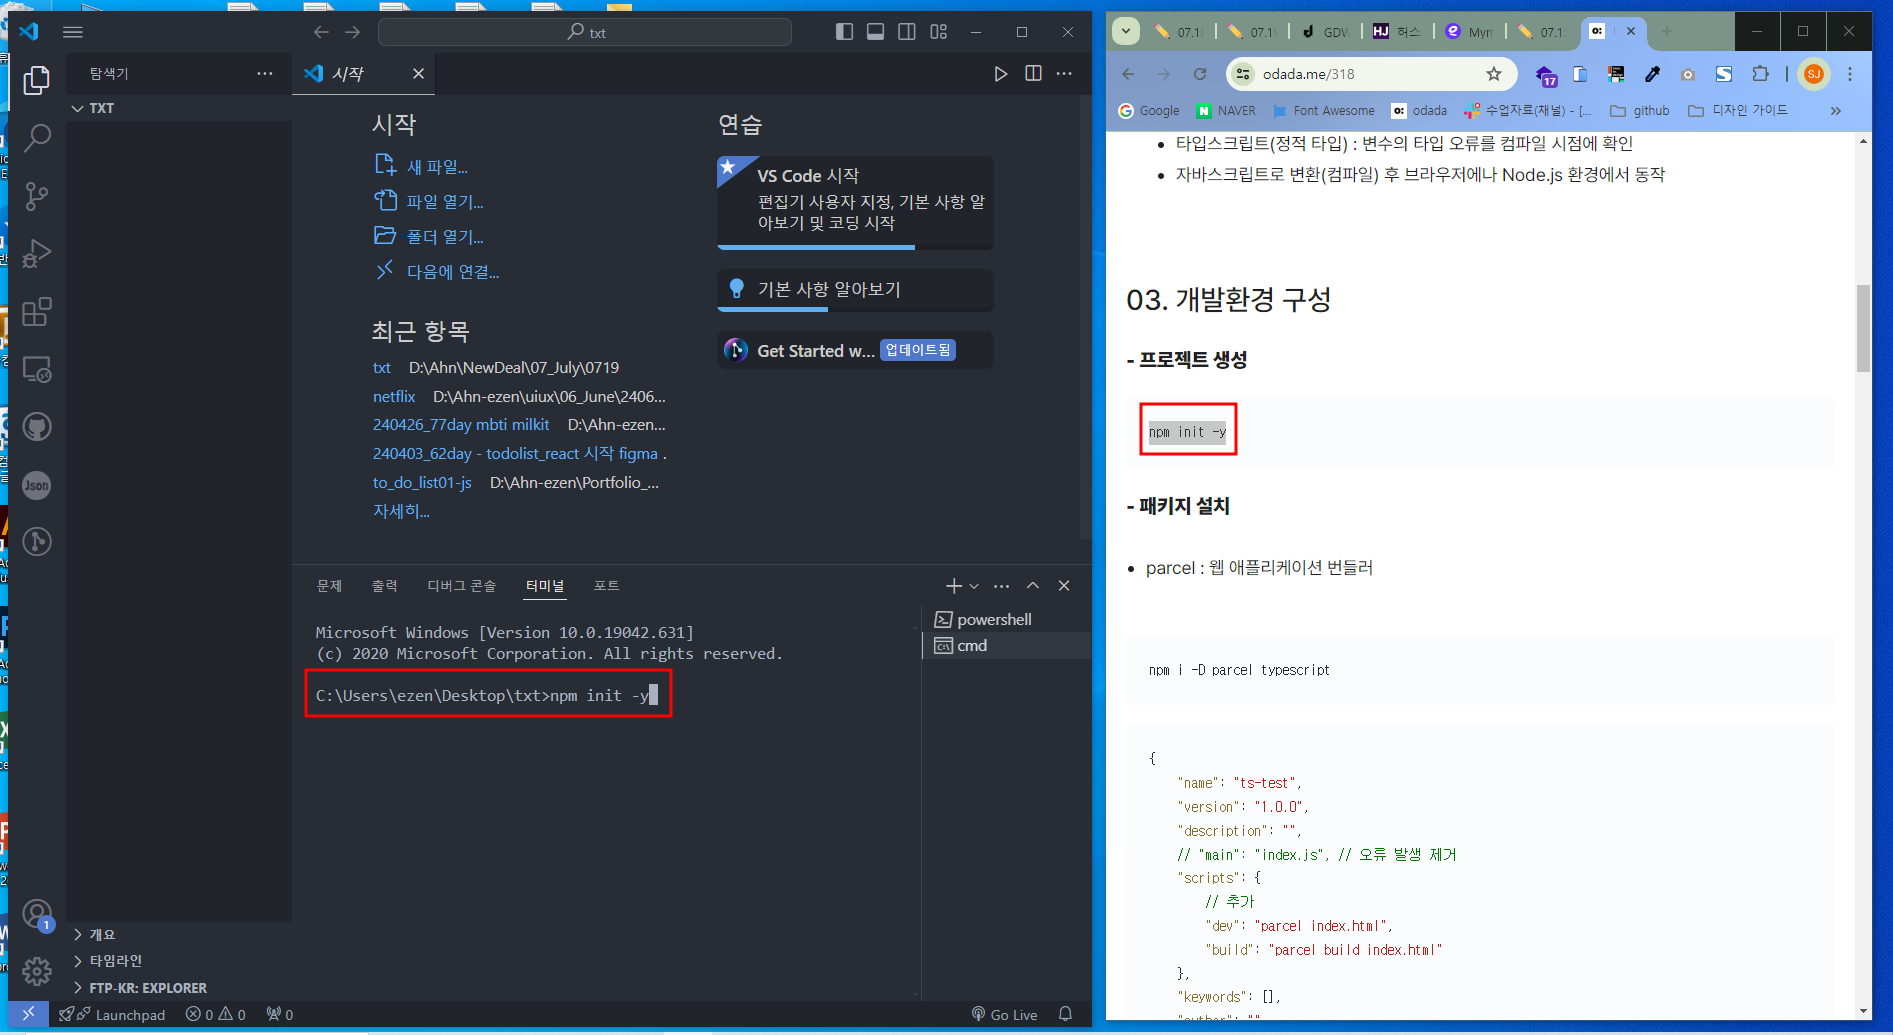 txt
탐색기
시작
TXT
시작
새 파일...
파일 열기...
폴더 열기...
다음에 연결...
최근 항목
txt D:\Ahn\NewDeal\07_July\0719
netflix D:\Ahn-ezen\uiux\06_June\2406...
240426_77day mbti milkit D:\Ahn-ezen...
240403_62day - todolist_react 시작 figma .
to_do_list01-js D:\Ahn-ezen\Portfolio_...
자세히...
연습
VS Code 시작
편집기 사용자 지정, 기본 사항 알
아보기 및 코딩 시작
기본 사항 알아보기
Get Started w... 업데이트됨
Json
문제 출력 디버그 콘솔 터미널 포트
Microsoft Windows [Version 10.0.19042.631]
(c) 2020 Microsoft Corporation. All rights reserved.
C:\Users\ezen\Desktop\txt>npm init -y
powershell
cmd
1
개요
타임라인
FTP-KR: EXPLORER
Launchpad 0 0 0 Go Live
07.1 07.1 GDW HJ 허스 Myn 07.1 o:
odada.me/318 17 SJ
Google NAVER Font Awesome odada 수업자료(채널) - [... github 디자인 가이드 »
• 타입스크립트(정적 타입) : 변수의 타입 오류를 컴파일 시점에 확인
• 자바스크립트로 변환(컴파일) 후 브라우저에나 Node.js 환경에서 동작
03. 개발환경 구성
- 프로젝트 생성
npm init -y
- 패키지 설치
• parcel : 웹 애플리케이션 번들러
npm i -D parcel typescript
{
"name": "ts-test",
"version": "1.0.0",
"description": "",
// "main": "index.js", // 오류 발생 제거
"scripts": {
// 추가
"dev": "parcel index.html",
"build": "parcel build index.html"
},
"keywords": [],
"author": ""